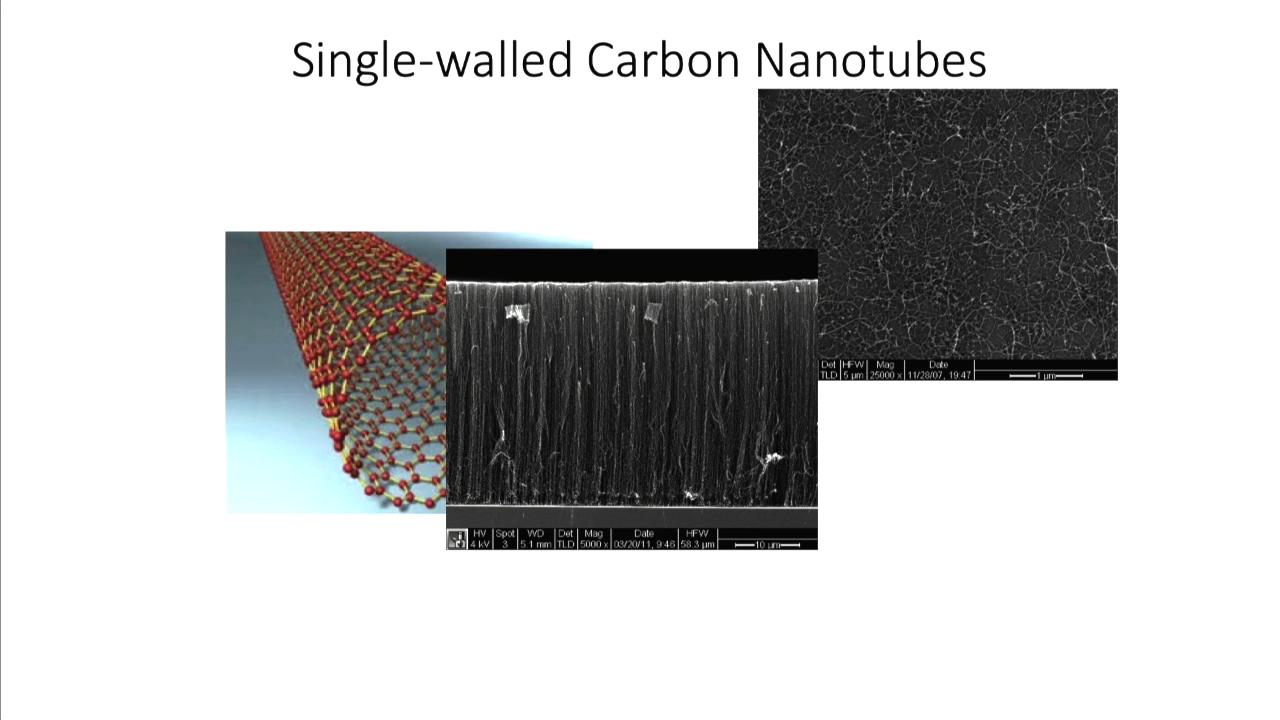 Single-walled Carbon Nanotubes
Det HFW Mag Date
TLD 5 µm 25000 x 11/28/07, 19:47 1 µm
HV Spot WD Det Mag Date HFW
4 kV 3 5.1 mm TLD 5000 x 03/20/11, 9:46 58.3 µm 10 µm